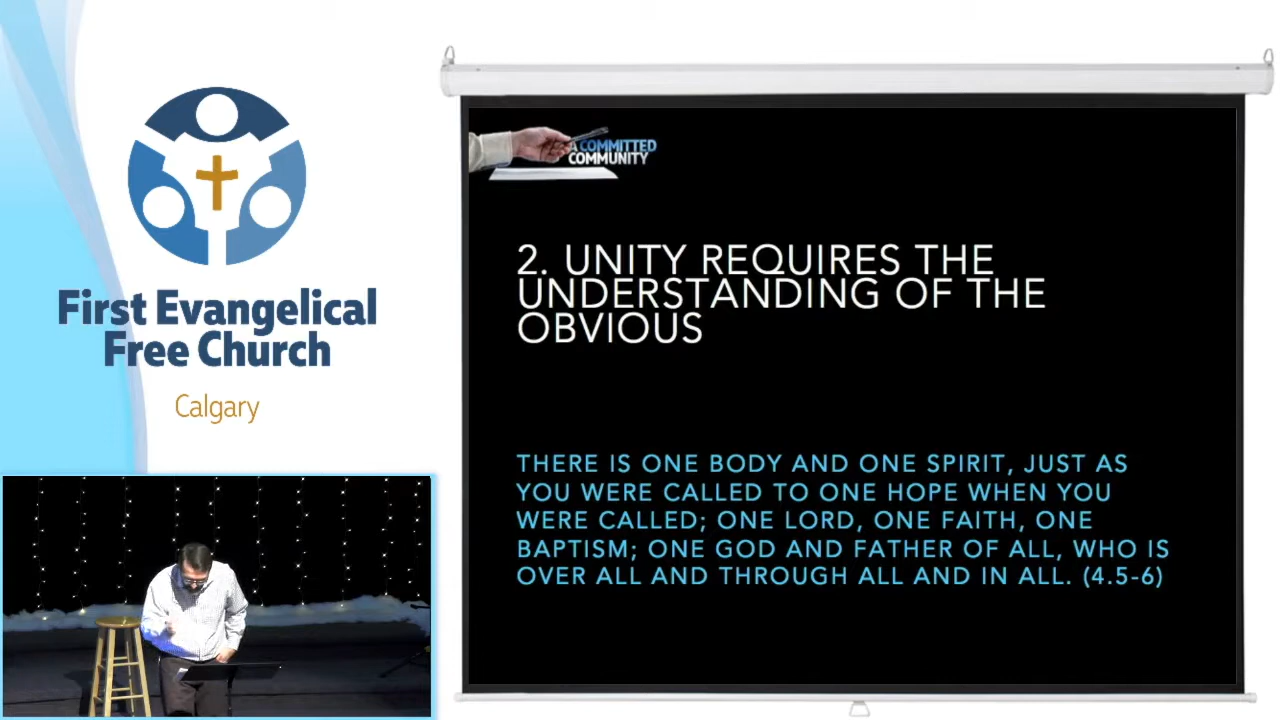 First Evangelical
Free Church
Calgary
A COMMITTED
COMMUNITY
2. UNITY REQUIRES THE
UNDERSTANDING OF THE
OBVIOUS
THERE IS ONE BODY AND ONE SPIRIT, JUST AS
YOU WERE CALLED TO ONE HOPE WHEN YOU
WERE CALLED; ONE LORD, ONE FAITH, ONE
BAPTISM; ONE GOD AND FATHER OF ALL, WHO IS
OVER ALL AND THROUGH ALL AND IN ALL. (4.5-6)